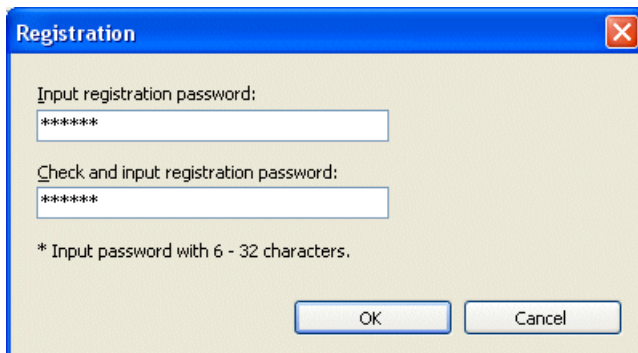 Registration
Input registration password:
******
Check and input registration password:
******
* Input password with 6 - 32 characters.
OK
Cancel